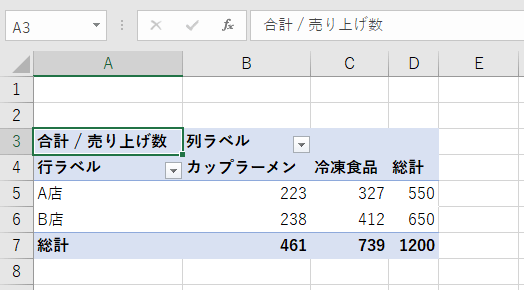 A3 fx 合計 / 売り上げ数
A B C D E
1
2
3 合計 / 売り上げ数 列ラベル
4 行ラベル カップラーメン 冷凍食品 総計
5 A店 223 327 550
6 B店 238 412 650
7 総計 461 739 1200
8